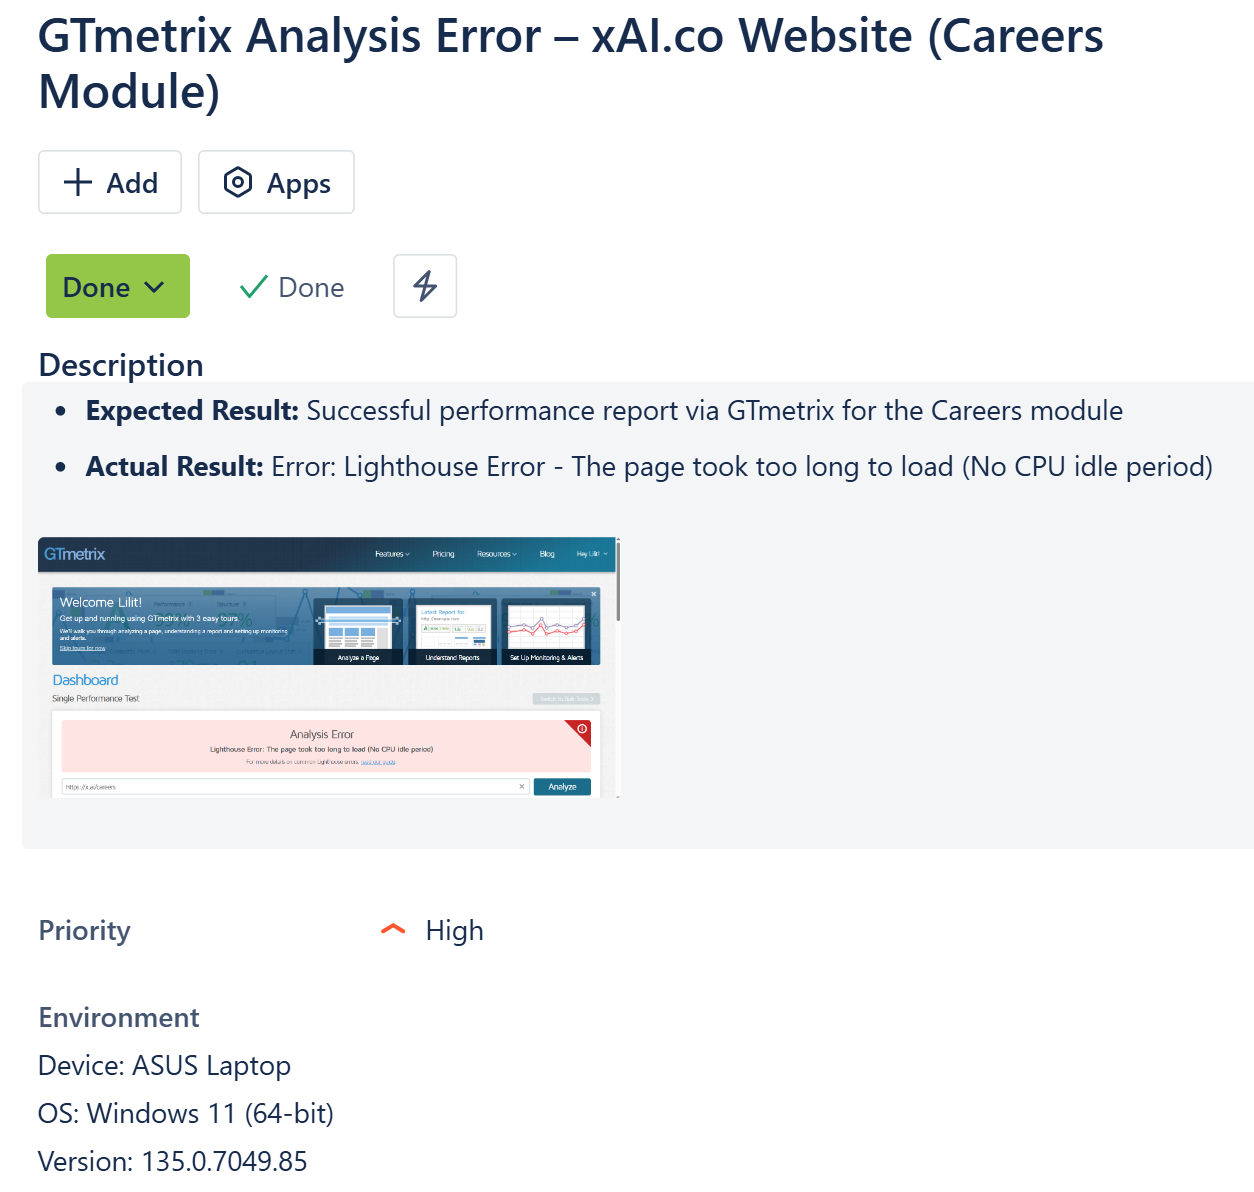 GTmetrix Analysis Error – xAI.co Website (Careers
Module)
Add
Apps
Done
Done
Description
• Expected Result: Successful performance report via GTmetrix for the Careers module
• Actual Result: Error: Lighthouse Error - The page took too long to load (No CPU idle period)
GTmetrix
Features
Pricing
Resources
Blog
Hey Lilit!
Welcome Lilit!
Get up and running using GTmetrix with 3 easy tours.
We'll walk you through analyzing a page, understanding a report and setting up monitoring
and alerts.
Skip tours for now
Latest Report for:
Analyze a Page
Understand Reports
Set Up Monitoring & Alerts
Dashboard
Single Performance Test
Analysis Error
Lighthouse Error: The page took too long to load (No CPU idle period)
For more details on common Lighthouse errors, read our guide
https://x.ai/careers
Analyze
Priority
High
Environment
Device: ASUS Laptop
OS: Windows 11 (64-bit)
Version: 135.0.7049.85